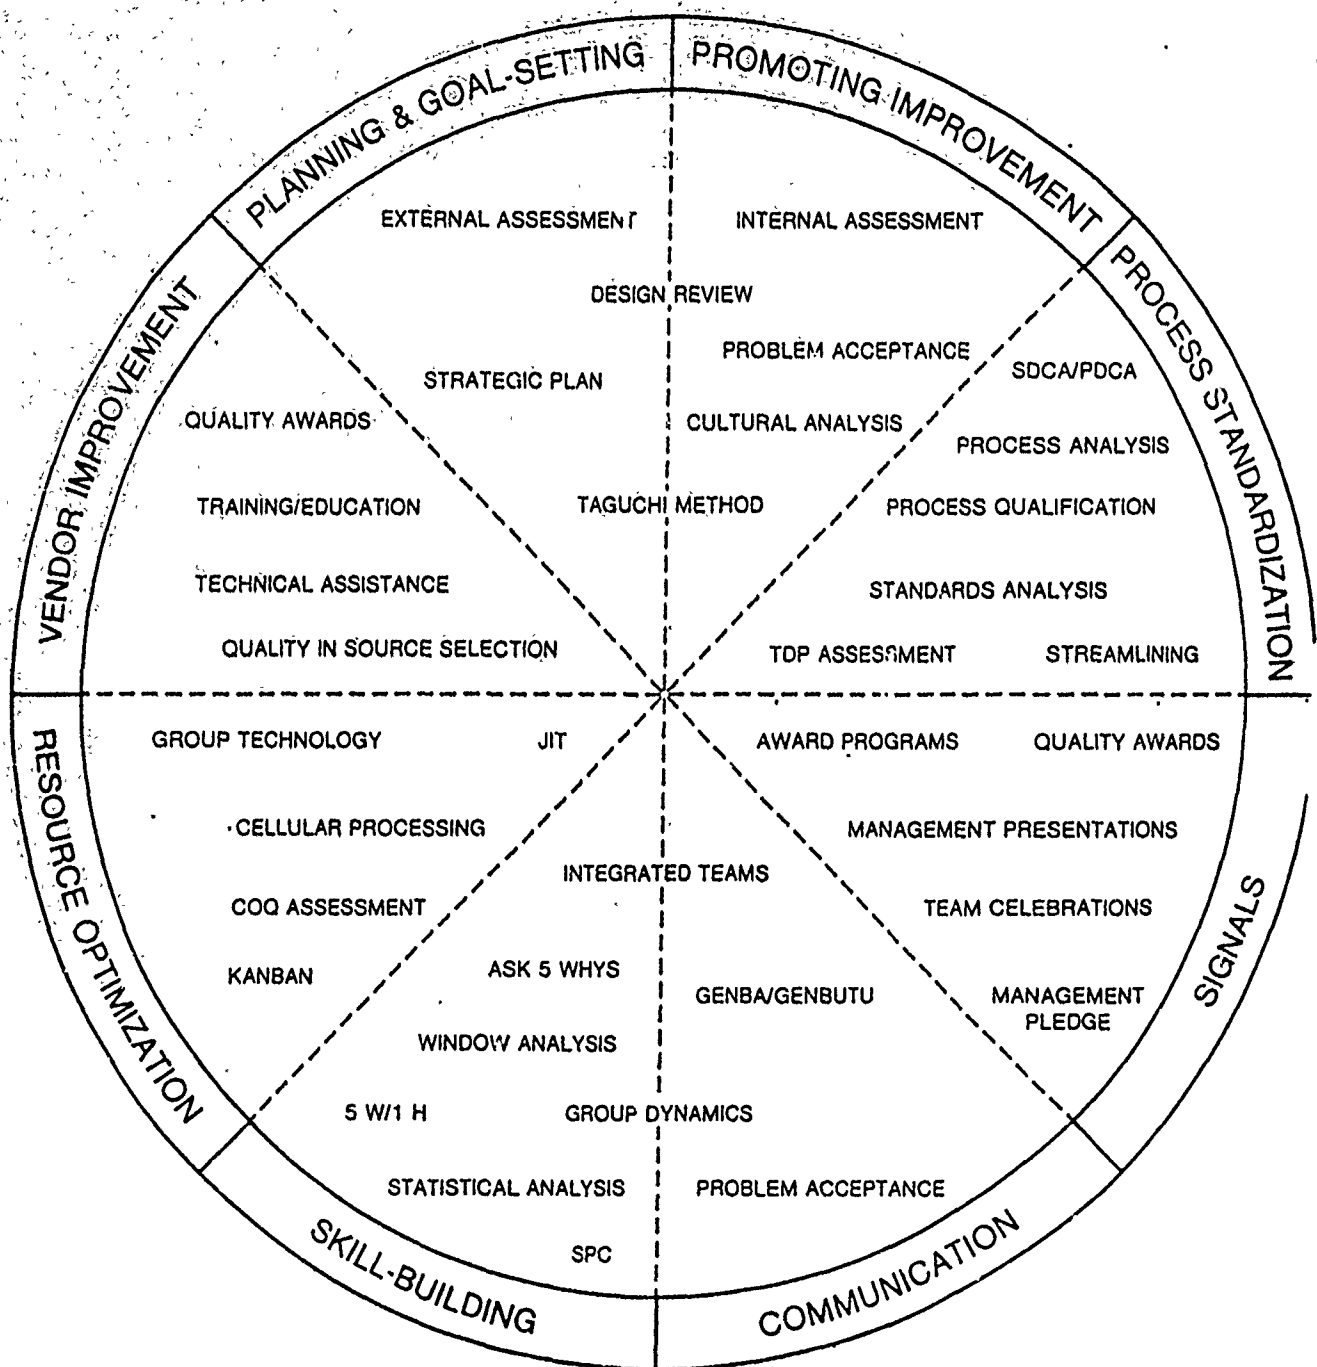 PLANNING & GOAL-SETTING
PROMOTING IMPROVEMENT
PROCESS STANDARDIZATION
SIGNALS
COMMUNICATION
SKILL-BUILDING
RESOURCE OPTIMIZATION
VENDOR IMPROVEMENT
EXTERNAL ASSESSMENT
INTERNAL ASSESSMENT
DESIGN REVIEW
PROBLEM ACCEPTANCE
STRATEGIC PLAN
SDCA/PDCA
QUALITY AWARDS
CULTURAL ANALYSIS
PROCESS ANALYSIS
TRAINING/EDUCATION
TAGUCHI METHOD
PROCESS QUALIFICATION
TECHNICAL ASSISTANCE
STANDARDS ANALYSIS
QUALITY IN SOURCE SELECTION
TDP ASSESSMENT
STREAMLINING
GROUP TECHNOLOGY
JIT
AWARD PROGRAMS
QUALITY AWARDS
CELLULAR PROCESSING
MANAGEMENT PRESENTATIONS
INTEGRATED TEAMS
COQ ASSESSMENT
TEAM CELEBRATIONS
KANBAN
ASK 5 WHYS
GENBA/GENBUTU
MANAGEMENT
PLEDGE
WINDOW ANALYSIS
5 W/1 H
GROUP DYNAMICS
STATISTICAL ANALYSIS
PROBLEM ACCEPTANCE
SPC